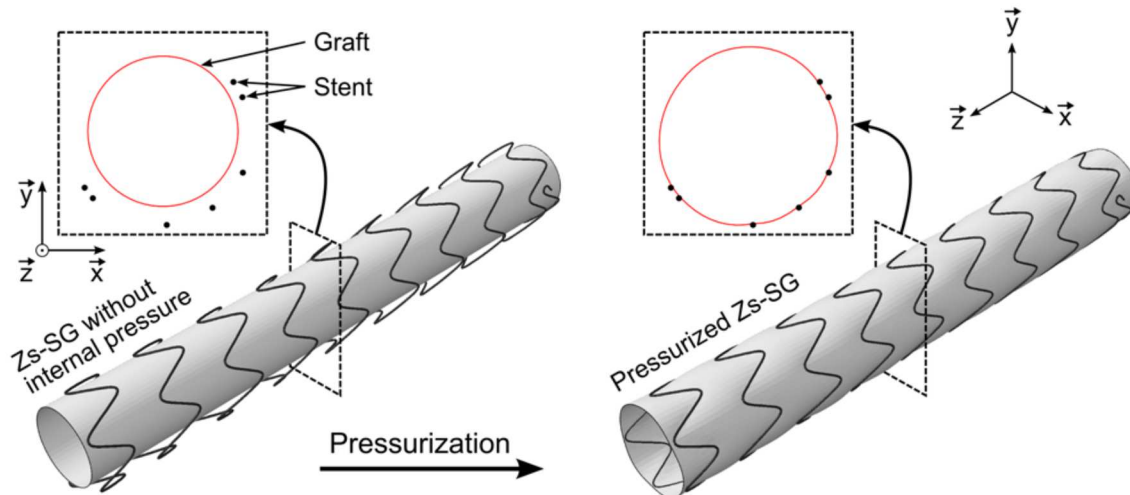 Graft
Stent
y
z
x
Zs-SG without
internal pressure
Pressurization
y
z
x
Pressurized Zs-SG